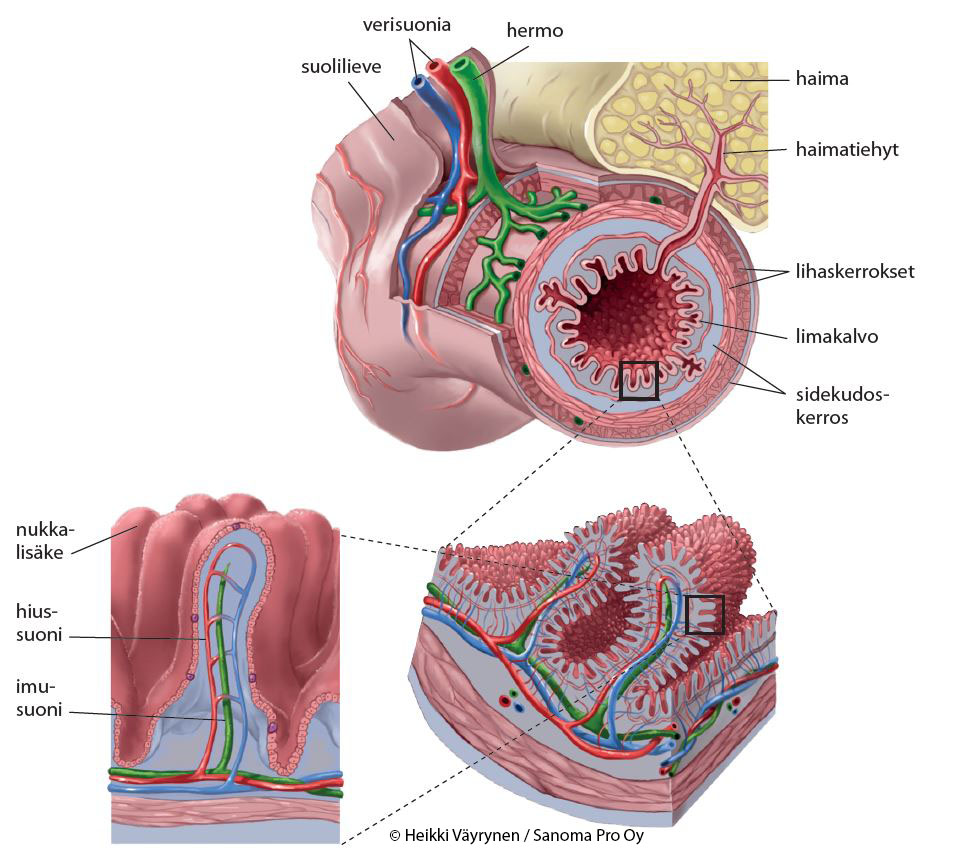 verisuonia
hermo
suolilieve
haima
haimatiehyt
lihaskerrokset
limakalvo
sidekudos-
kerros
nukka-
lisäke
hius-
suoni
imu-
suoni
© Heikki Väyrynen / Sanoma Pro Oy